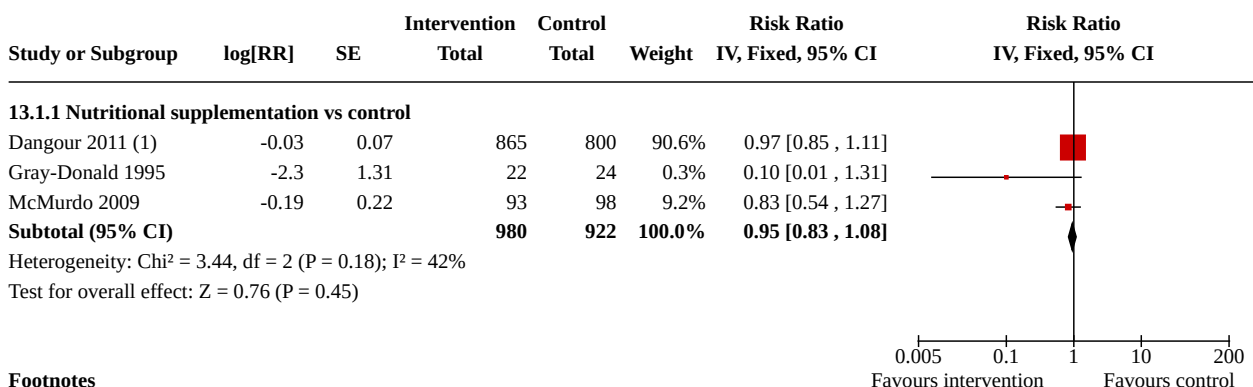 Intervention Control Risk Ratio Risk Ratio
Study or Subgroup log[RR] SE Total Total Weight IV, Fixed, 95% CI IV, Fixed, 95% CI
13.1.1 Nutritional supplementation vs control
Dangour 2011 (1) -0.03 0.07 865 800 90.6% 0.97 [0.85 , 1.11]
Gray-Donald 1995 -2.3 1.31 22 24 0.3% 0.10 [0.01 , 1.31]
McMurdo 2009 -0.19 0.22 93 98 9.2% 0.83 [0.54 , 1.27]
Subtotal (95% CI) 980 922 100.0% 0.95 [0.83 , 1.08]
Heterogeneity: Chi² = 3.44, df = 2 (P = 0.18); I² = 42%
Test for overall effect: Z = 0.76 (P = 0.45)
0.005 0.1 1 10 200
Footnotes Favours intervention Favours control